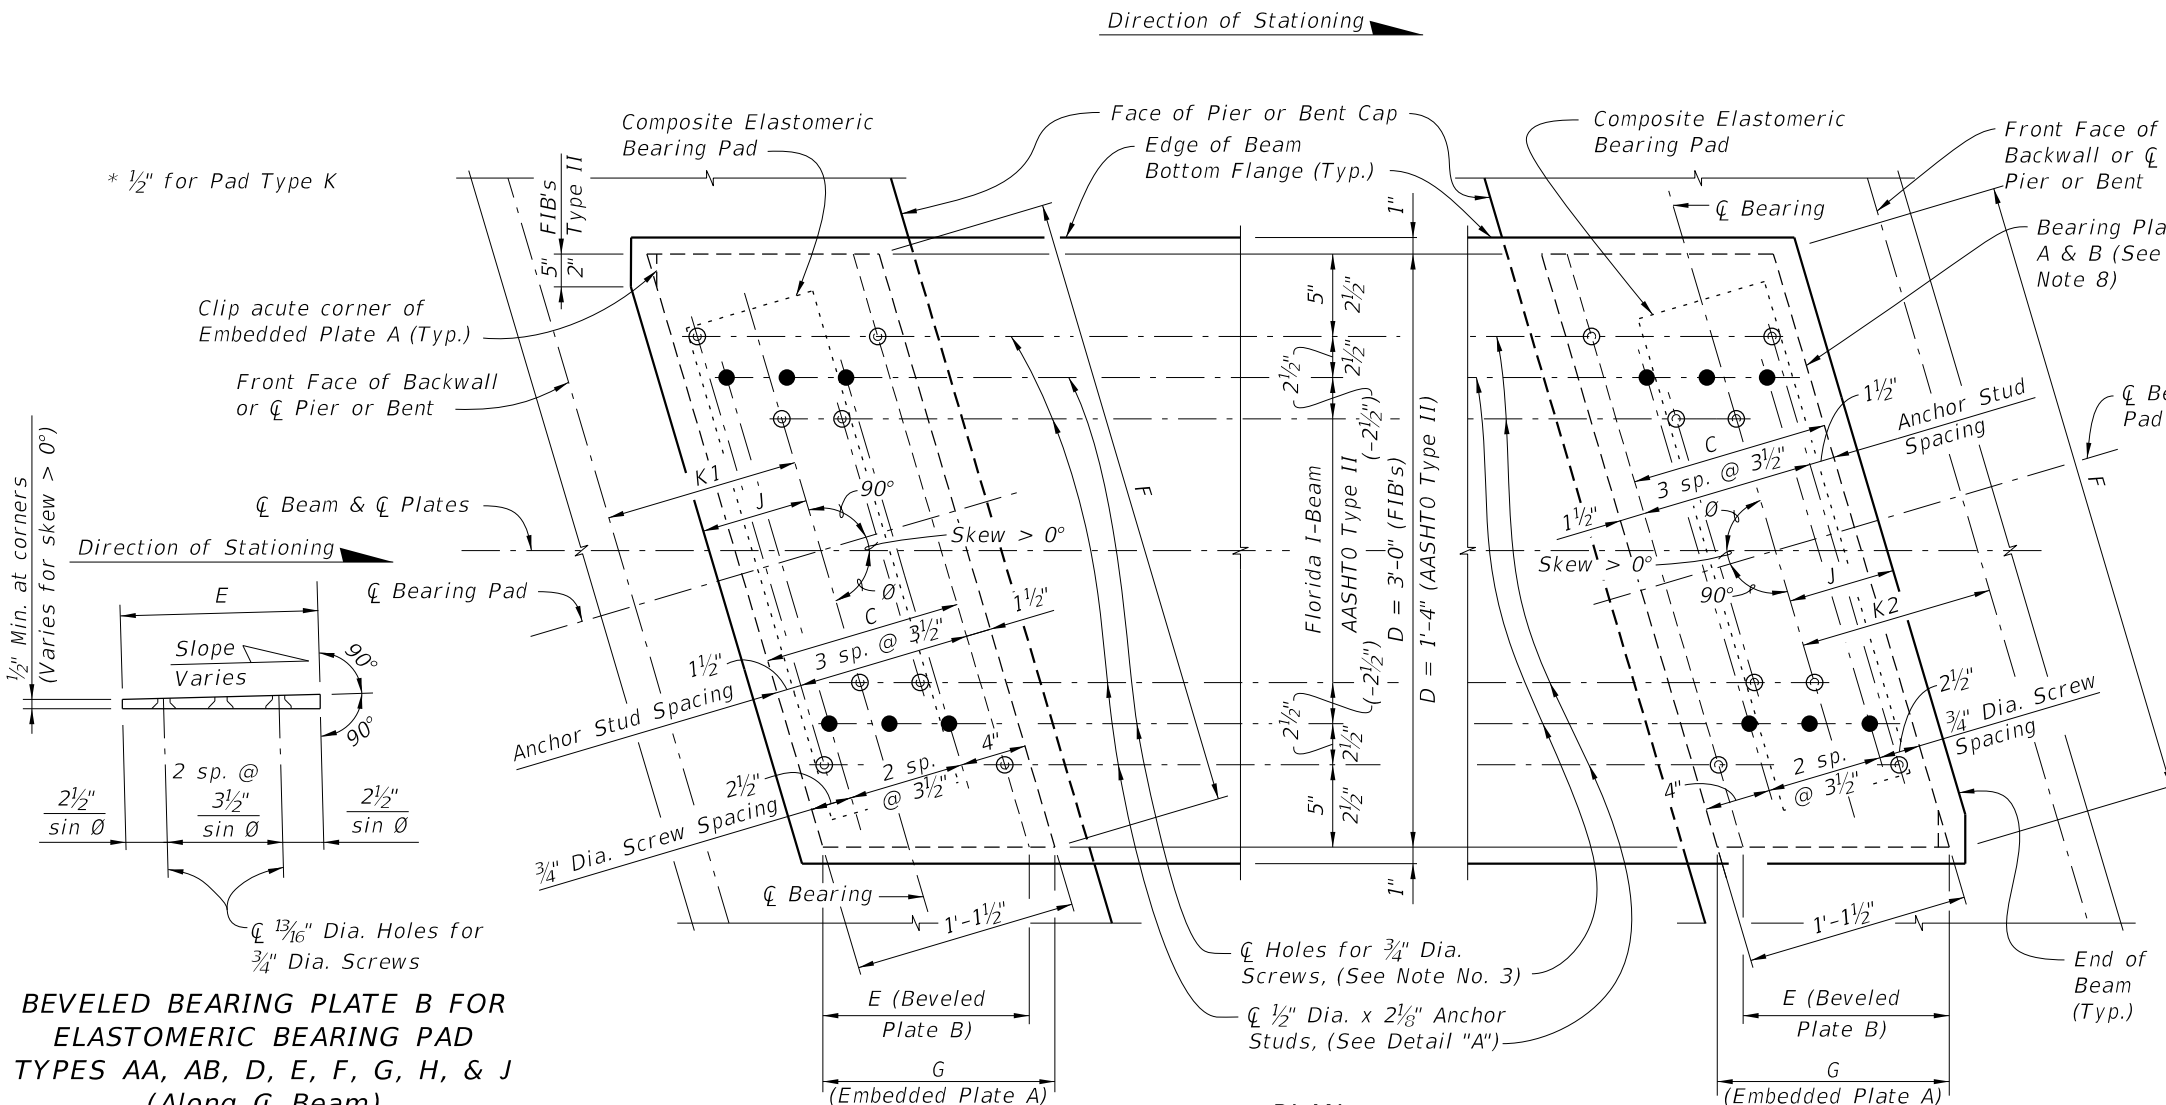 Direction of Stationing
* ½" for Pad Type K
5" FIB's
2" Type II
Composite Elastomeric
Bearing Pad
Face of Pier or Bent Cap
Edge of Beam
Bottom Flange (Typ.)
1"
Composite Elastomeric
Bearing Pad
Front Face of
Backwall or ℄
Pier or Bent
℄ Bearing
Bearing Pla
A & B (See
Note 8)
Clip acute corner of
Embedded Plate A (Typ.)
Front Face of Backwall
or ℄ Pier or Bent
℄ Beam & ℄ Plates
℄ Bearing Pad
K1
J
90°
Skew > 0°
Ø
C
3 sp. @ 3½"
1½"
1½"
Anchor Stud Spacing
2½"
2 sp.
@ 3½"
4"
¾" Dia. Screw Spacing
℄ Bearing
1'-1½"
F
E (Beveled
Plate B)
G
(Embedded Plate A)
5"
2½"
2½"
2½"
Florida I-Beam
AASHTO Type II
(-2½")
(-2½")
D = 3'-0" (FIB's)
D = 1'-4" (AASHTO Type II)
2½"
2½"
5"
2½"
1"
℄ Holes for ¾" Dia.
Screws, (See Note No. 3)
℄ ½" Dia. x 2⅛" Anchor
Studs, (See Detail "A")
1½"
Anchor Stud
Spacing
C
3 sp. @ 3½"
1½"
Ø
Skew > 0°
90°
J
K2
℄ Be
Pad
F
2½"
¾" Dia. Screw
Spacing
2 sp.
@ 3½"
4"
1'-1½"
End of
Beam
(Typ.)
E (Beveled
Plate B)
G
(Embedded Plate A)
½" Min. at corners
(Varies for skew > 0°)
Direction of Stationing
E
Slope
Varies
90°
90°
2½"
sin Ø
2 sp. @
3½"
sin Ø
2½"
sin Ø
℄ 13/16" Dia. Holes for
¾" Dia. Screws
BEVELED BEARING PLATE B FOR
ELASTOMERIC BEARING PAD
TYPES AA, AB, D, E, F, G, H, & J
(Along ℄ Beam)